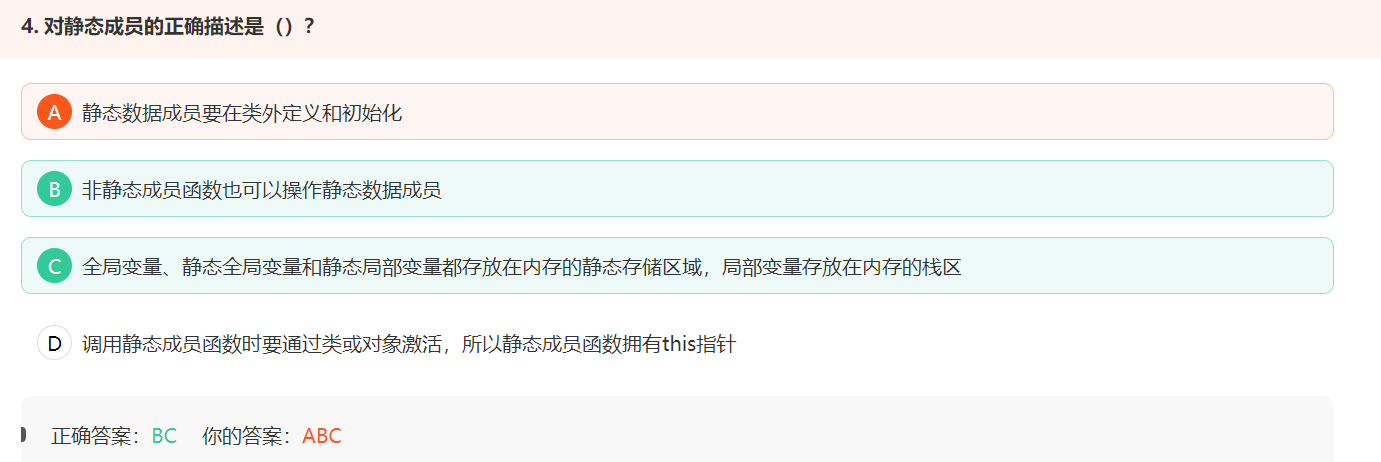 4. 对静态成员的正确描述是（）？
A 静态数据成员要在类外定义和初始化
B 非静态成员函数也可以操作静态数据成员
C 全局变量、静态全局变量和静态局部变量都存放在内存的静态存储区域，局部变量存放在内存的栈区
D 调用静态成员函数时要通过类或对象激活，所以静态成员函数拥有this指针
正确答案：BC 你的答案：ABC